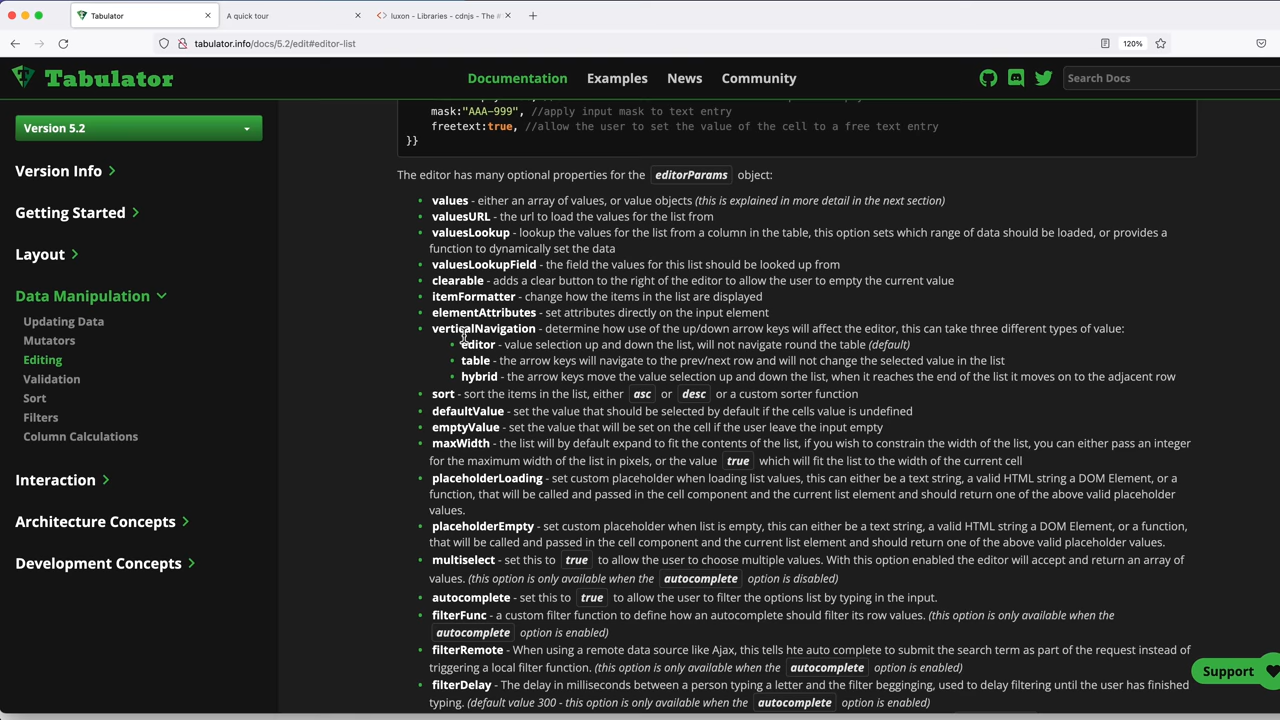 Tabulator
A quick tour
luxon - Libraries - cdnjs - The #
tabulator.info/docs/5.2/edit#editor-list
120%
Tabulator
Documentation
Examples
News
Community
Search Docs
Version 5.2
Version Info
Getting Started
Layout
Data Manipulation
Updating Data
Mutators
Editing
Validation
Sort
Filters
Column Calculations
Interaction
Architecture Concepts
Development Concepts
mask:"AAA-999", //apply input mask to text entry
freetext:true, //allow the user to set the value of the cell to a free text entry
}}
The editor has many optional properties for the editorParams object:
values - either an array of values, or value objects (this is explained in more detail in the next section)
valuesURL - the url to load the values for the list from
valuesLookup - lookup the values for the list from a column in the table, this option sets which range of data should be loaded, or provides a
function to dynamically set the data
valuesLookupField - the field the values for this list should be looked up from
clearable - adds a clear button to the right of the editor to allow the user to empty the current value
itemFormatter - change how the items in the list are displayed
elementAttributes - set attributes directly on the input element
verticalNavigation - determine how use of the up/down arrow keys will affect the editor, this can take three different types of value:
editor - value selection up and down the list, will not navigate round the table (default)
table - the arrow keys will navigate to the prev/next row and will not change the selected value in the list
hybrid - the arrow keys move the value selection up and down the list, when it reaches the end of the list it moves on to the adjacent row
sort - sort the items in the list, either asc or desc or a custom sorter function
defaultValue - set the value that should be selected by default if the cells value is undefined
emptyValue - set the value that will be set on the cell if the user leave the input empty
maxWidth - the list will by default expand to fit the contents of the list, if you wish to constrain the width of the list, you can either pass an integer
for the maximum width of the list in pixels, or the value true which will fit the list to the width of the current cell
placeholderLoading - set custom placeholder when loading list values, this can either be a text string, a valid HTML string a DOM Element, or a
function, that will be called and passed in the cell component and the current list element and should return one of the above valid placeholder
values.
placeholderEmpty - set custom placeholder when list is empty, this can either be a text string, a valid HTML string a DOM Element, or a function,
that will be called and passed in the cell component and the current list element and should return one of the above valid placeholder values.
multiselect - set this to true to allow the user to choose multiple values. With this option enabled the editor will accept and return an array of
values. (this option is only available when the autocomplete option is disabled)
autocomplete - set this to true to allow the user to filter the options list by typing in the input.
filterFunc - a custom filter function to define how an autocomplete should filter its row values. (this option is only available when the
autocomplete option is enabled)
filterRemote - When using a remote data source like Ajax, this tells hte auto complete to submit the search term as part of the request instead of
triggering a local filter function. (this option is only available when the autocomplete option is enabled)
filterDelay - The delay in milliseconds between a person typing a letter and the filter begginging, used to delay filtering until the user has finished
typing. (default value 300 - this option is only available when the autocomplete option is enabled)
Support